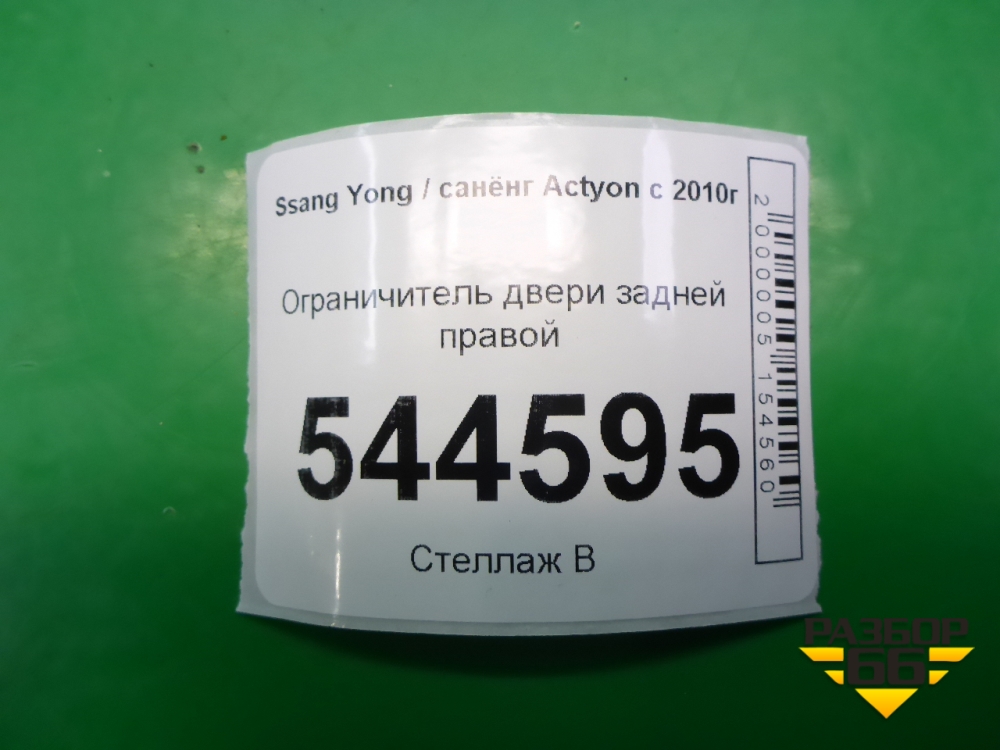 Ssang Yong / санёнг Actyon с 2010г
Ограничитель двери задней
правой
544595
Стеллаж В
2000005154560
РАЗБОР
66